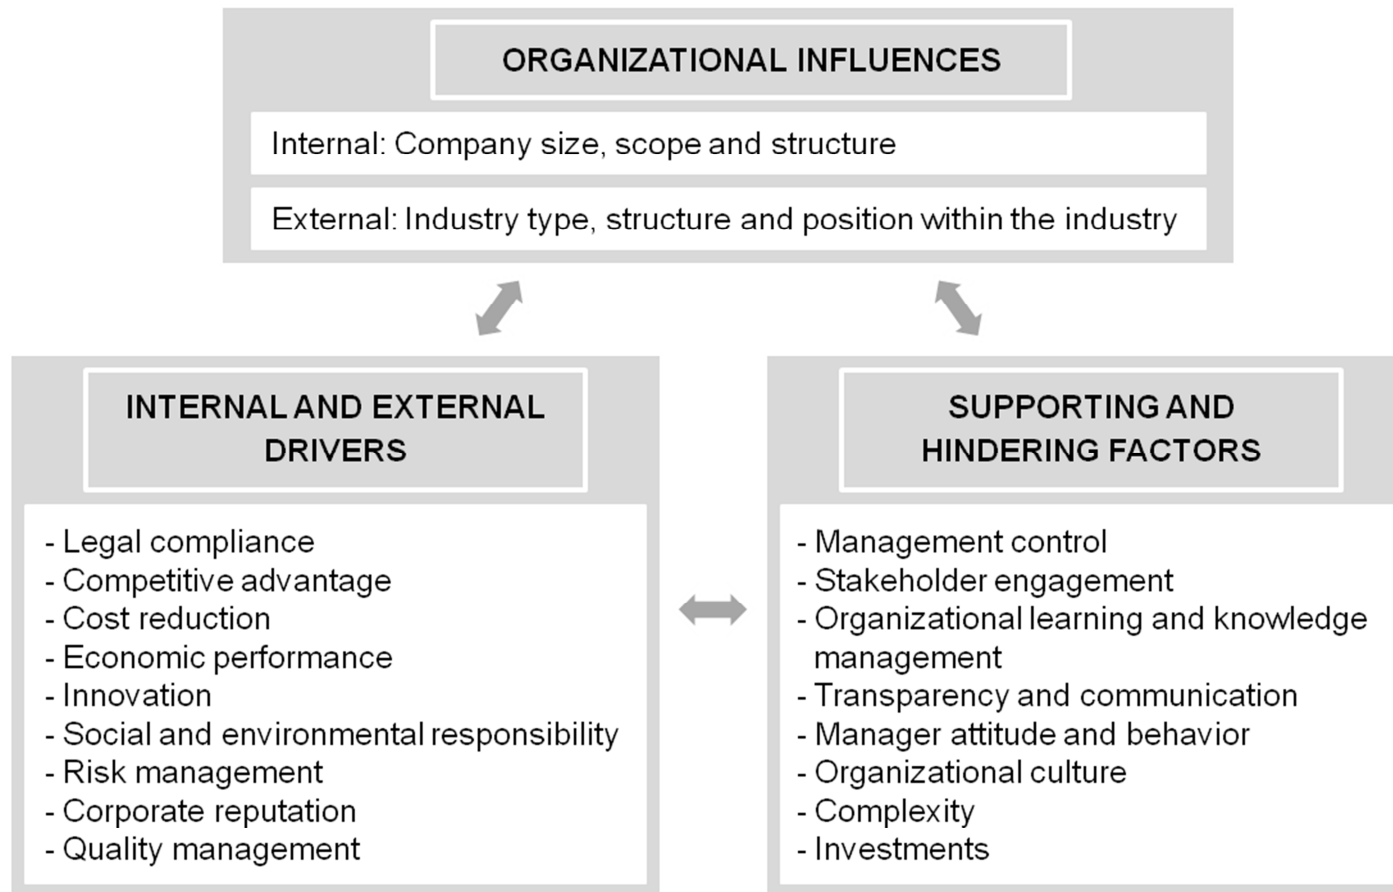 ORGANIZATIONAL INFLUENCES
Internal: Company size, scope and structure
External: Industry type, structure and position within the industry
INTERNAL AND EXTERNAL
DRIVERS
- Legal compliance
- Competitive advantage
- Cost reduction
- Economic performance
- Innovation
- Social and environmental responsibility
- Risk management
- Corporate reputation
- Quality management
SUPPORTING AND
HINDERING FACTORS
- Management control
- Stakeholder engagement
- Organizational learning and knowledge
management
- Transparency and communication
- Manager attitude and behavior
- Organizational culture
- Complexity
- Investments